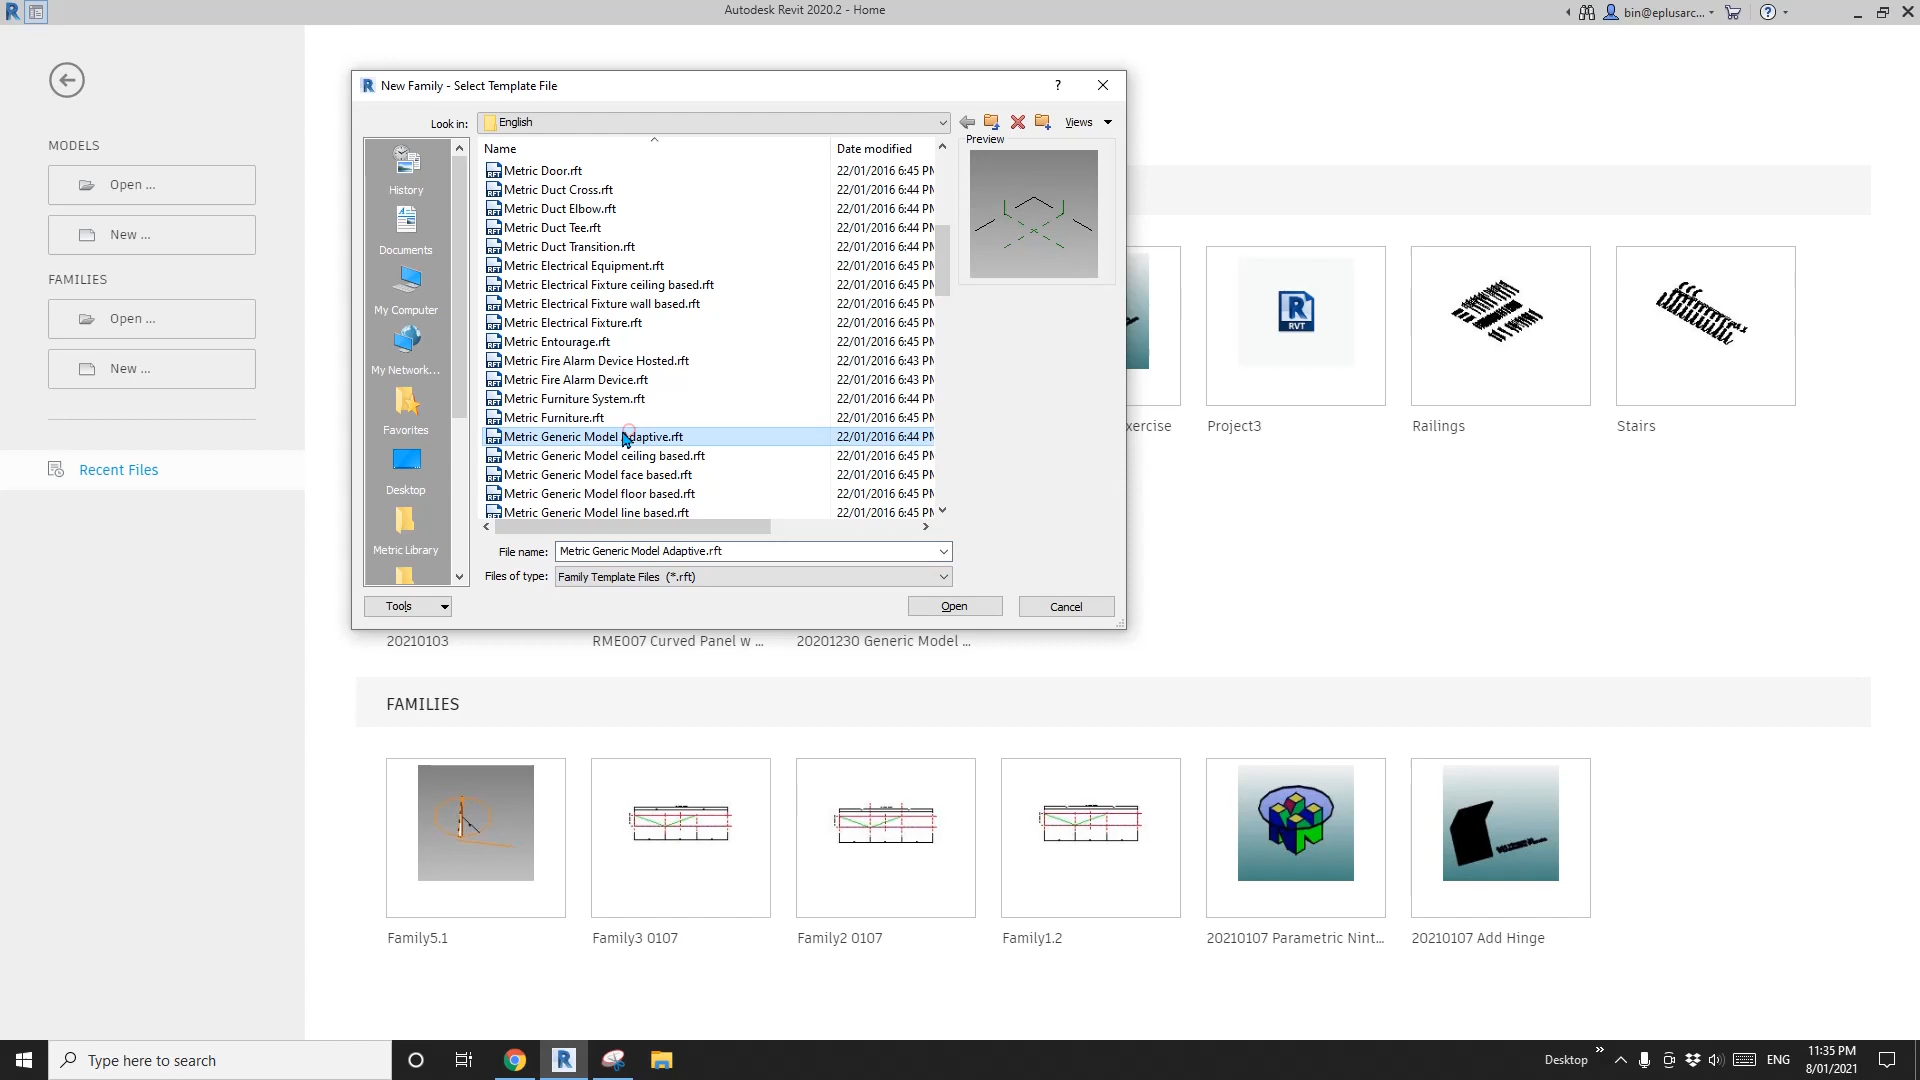 Autodesk Revit 2020.2 - Home
bin@eplusarc...
MODELS
Open ...
New ...
FAMILIES
Open ...
New ...
Recent Files
New Family - Select Template File
?
Look in:
English
Views
Name
Date modified
Preview
Metric Door.rft
22/01/2016 6:45 PM
Metric Duct Cross.rft
22/01/2016 6:44 PM
Metric Duct Elbow.rft
22/01/2016 6:44 PM
Metric Duct Tee.rft
22/01/2016 6:44 PM
Metric Duct Transition.rft
22/01/2016 6:44 PM
Metric Electrical Equipment.rft
22/01/2016 6:45 PM
Metric Electrical Fixture ceiling based.rft
22/01/2016 6:45 PM
Metric Electrical Fixture wall based.rft
22/01/2016 6:45 PM
Metric Electrical Fixture.rft
22/01/2016 6:45 PM
Metric Entourage.rft
22/01/2016 6:45 PM
Metric Fire Alarm Device Hosted.rft
22/01/2016 6:43 PM
Metric Fire Alarm Device.rft
22/01/2016 6:43 PM
Metric Furniture System.rft
22/01/2016 6:44 PM
Metric Furniture.rft
22/01/2016 6:45 PM
Metric Generic Model Adaptive.rft
22/01/2016 6:44 PM
Metric Generic Model ceiling based.rft
22/01/2016 6:45 PM
Metric Generic Model face based.rft
22/01/2016 6:45 PM
Metric Generic Model floor based.rft
22/01/2016 6:45 PM
Metric Generic Model line based.rft
22/01/2016 6:45 PM
History
Documents
My Computer
My Network...
Favorites
Desktop
Metric Library
File name:
Metric Generic Model Adaptive.rft
Files of type:
Family Template Files (*.rft)
Tools
Open
Cancel
RVT
xercise
Project3
Railings
Stairs
20210103
RME007 Curved Panel w ...
20201230 Generic Model ...
FAMILIES
Family5.1
Family3 0107
Family2 0107
Family1.2
20210107 Parametric Nint...
20210107 Add Hinge
Type here to search
Desktop
ENG
11:35 PM
8/01/2021